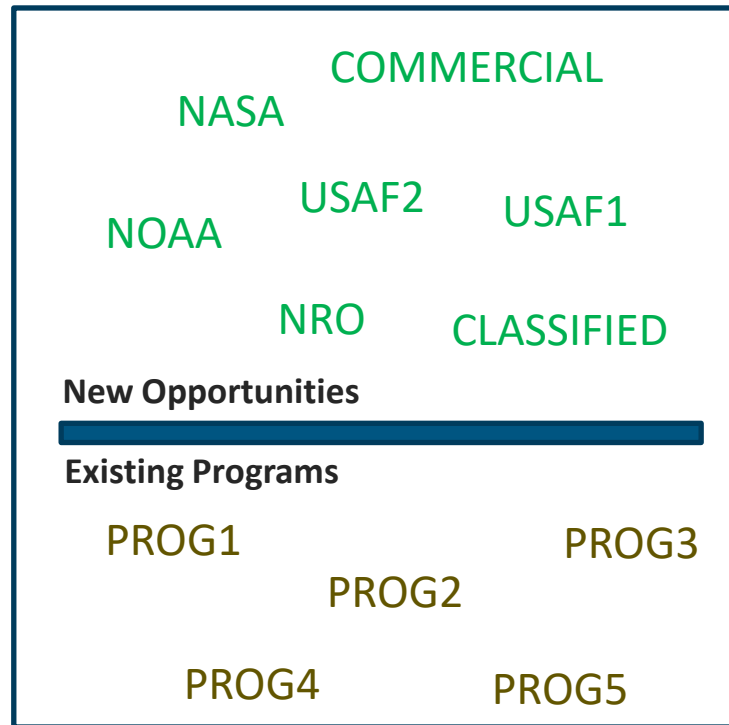 COMMERCIAL
NASA
USAF2
USAF1
NOAA
NRO
CLASSIFIED
New Opportunities
Existing Programs
PROG1
PROG3
PROG2
PROG4
PROG5